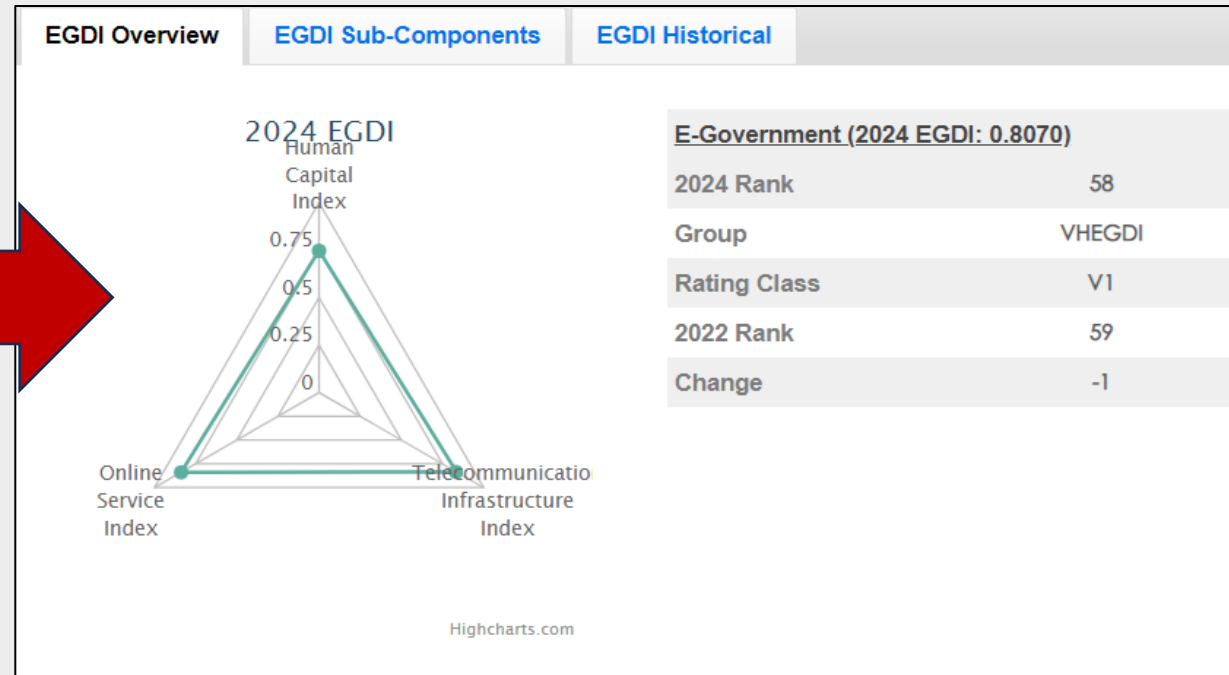 EGDI Overview EGDI Sub-Components EGDI Historical
2024 EGDI
Human
Capital
Index
0.75
0.5
0.25
0
Online
Service
Index
Telecommunicatio
Infrastructure
Index
Highcharts.com
E-Government (2024 EGDI: 0.8070)
2024 Rank 58
Group VHEGDI
Rating Class V1
2022 Rank 59
Change -1